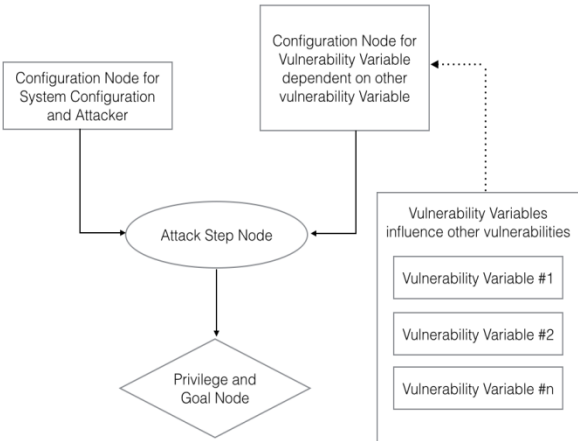 Configuration Node for
System Configuration
and Attacker
Configuration Node for
Vulnerability Variable
dependent on other
vulnerability Variable
Attack Step Node
Privilege and
Goal Node
Vulnerability Variables
influence other vulnerabilities
Vulnerability Variable #1
Vulnerability Variable #2
Vulnerability Variable #n